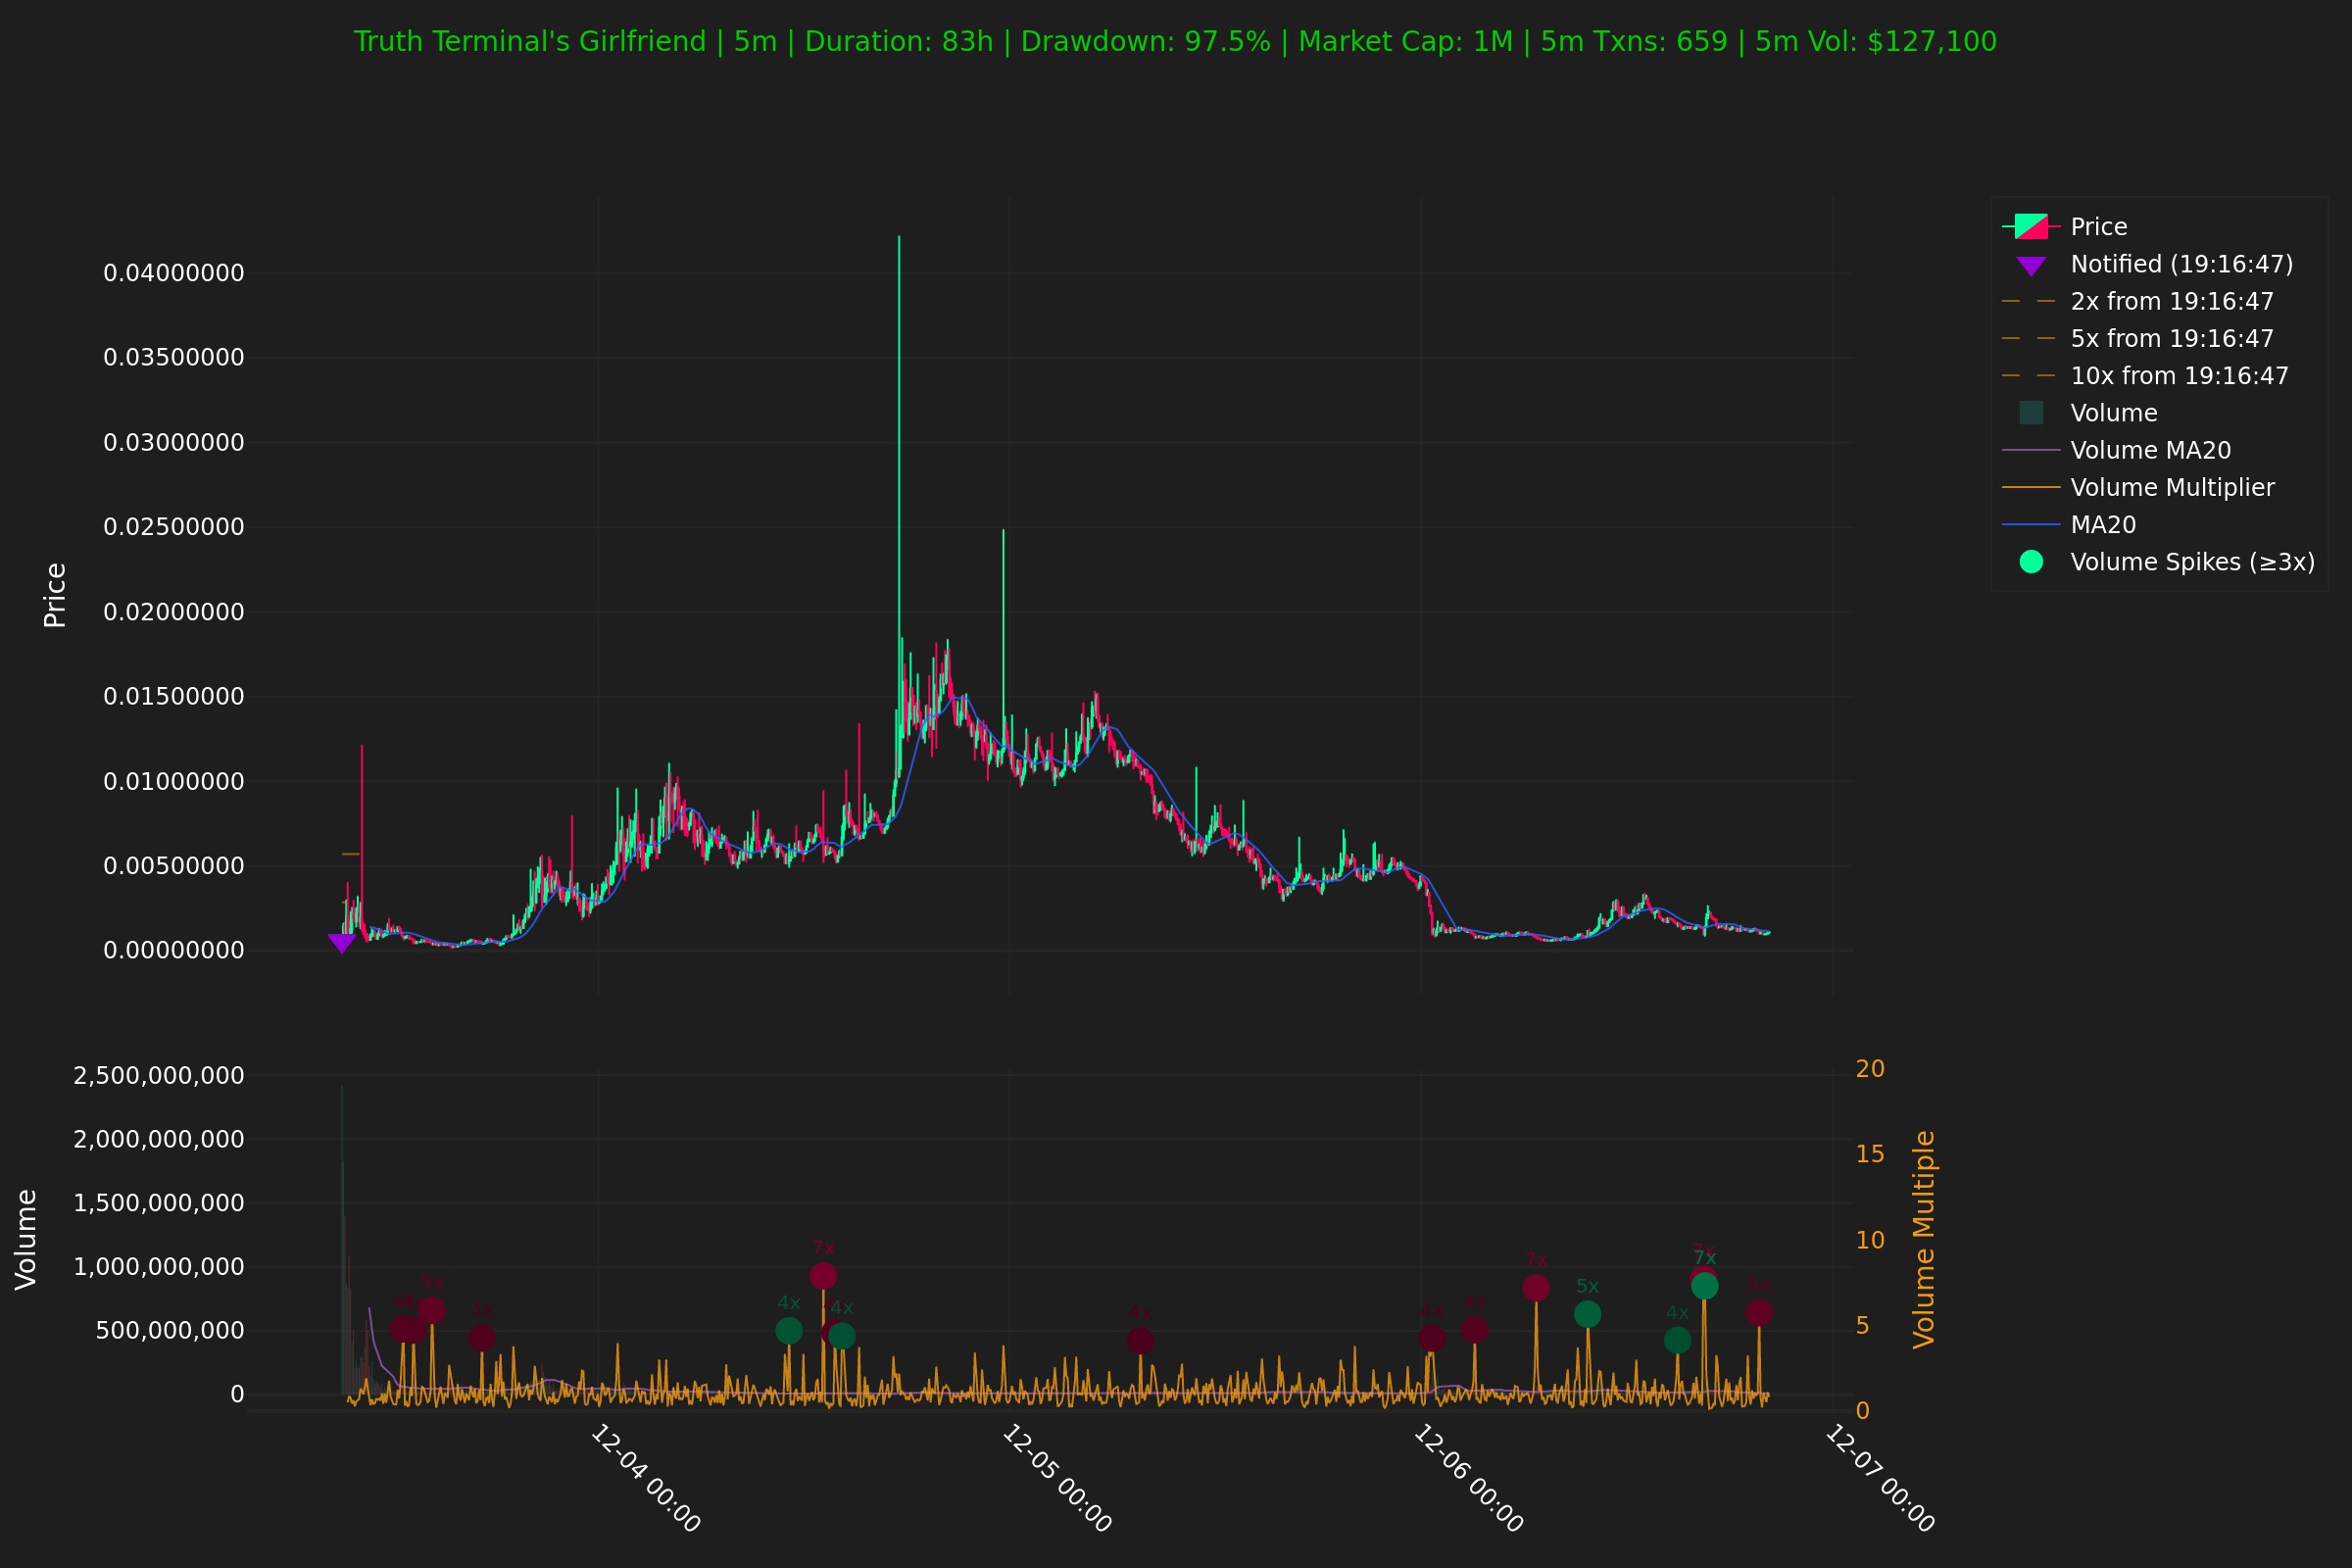 Truth Terminal's Girlfriend | 5m | Duration: 83h | Drawdown: 97.5% | Market Cap: 1M | 5m Txns: 659 | 5m Vol: $127,100
Price
0.04000000
0.03500000
0.03000000
0.02500000
0.02000000
0.01500000
0.01000000
0.00500000
0.00000000
Price
Notified (19:16:47)
2x from 19:16:47
5x from 19:16:47
10x from 19:16:47
Volume
Volume MA20
Volume Multiplier
MA20
Volume Spikes (≥3x)
Volume
2,500,000,000
2,000,000,000
1,500,000,000
1,000,000,000
500,000,000
0
5x
4x
4x
7x
4x
4x
4x
4x
7x
5x
4x
7x
5x
20
15
10
5
0
Volume Multiple
12-04 00:00
12-05 00:00
12-06 00:00
12-07 00:00